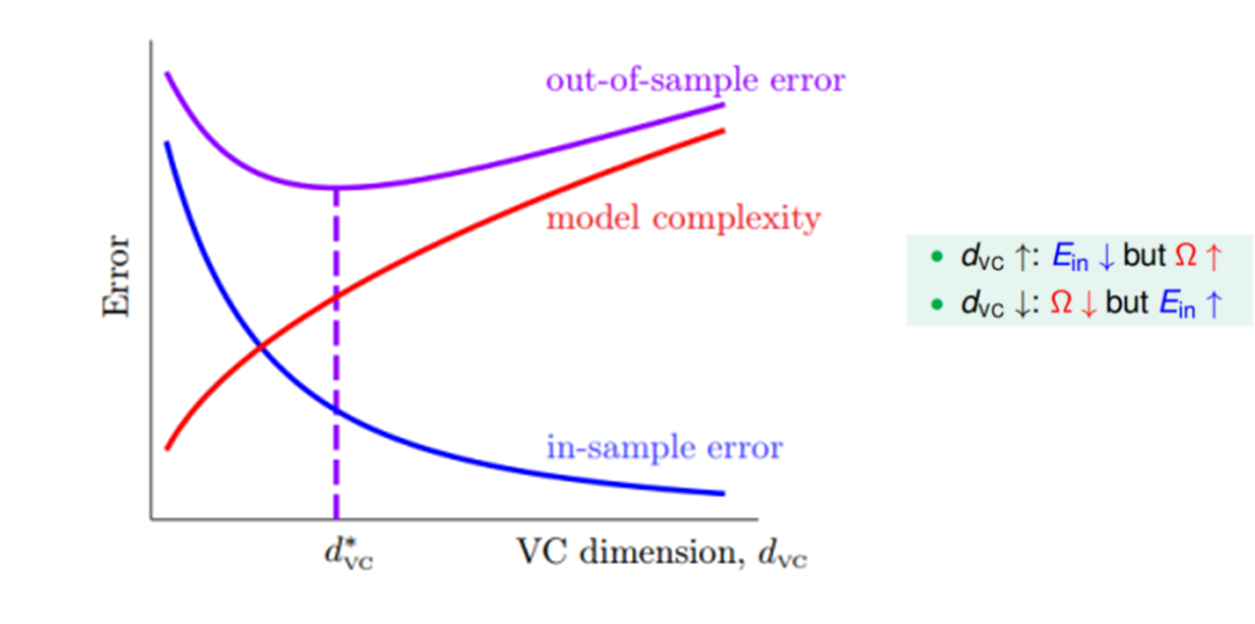 out-of-sample error
model complexity
in-sample error
Error
d*VC
VC dimension, dVC
• dVC ↑: Ein ↓ but Ω ↑
• dVC ↓: Ω ↓ but Ein ↑